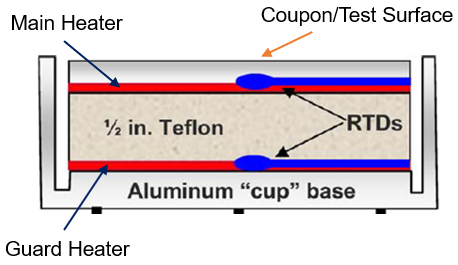 Coupon/Test Surface
Main Heater
½ in. Teflon
RTDs
Aluminum “cup” base
Guard Heater